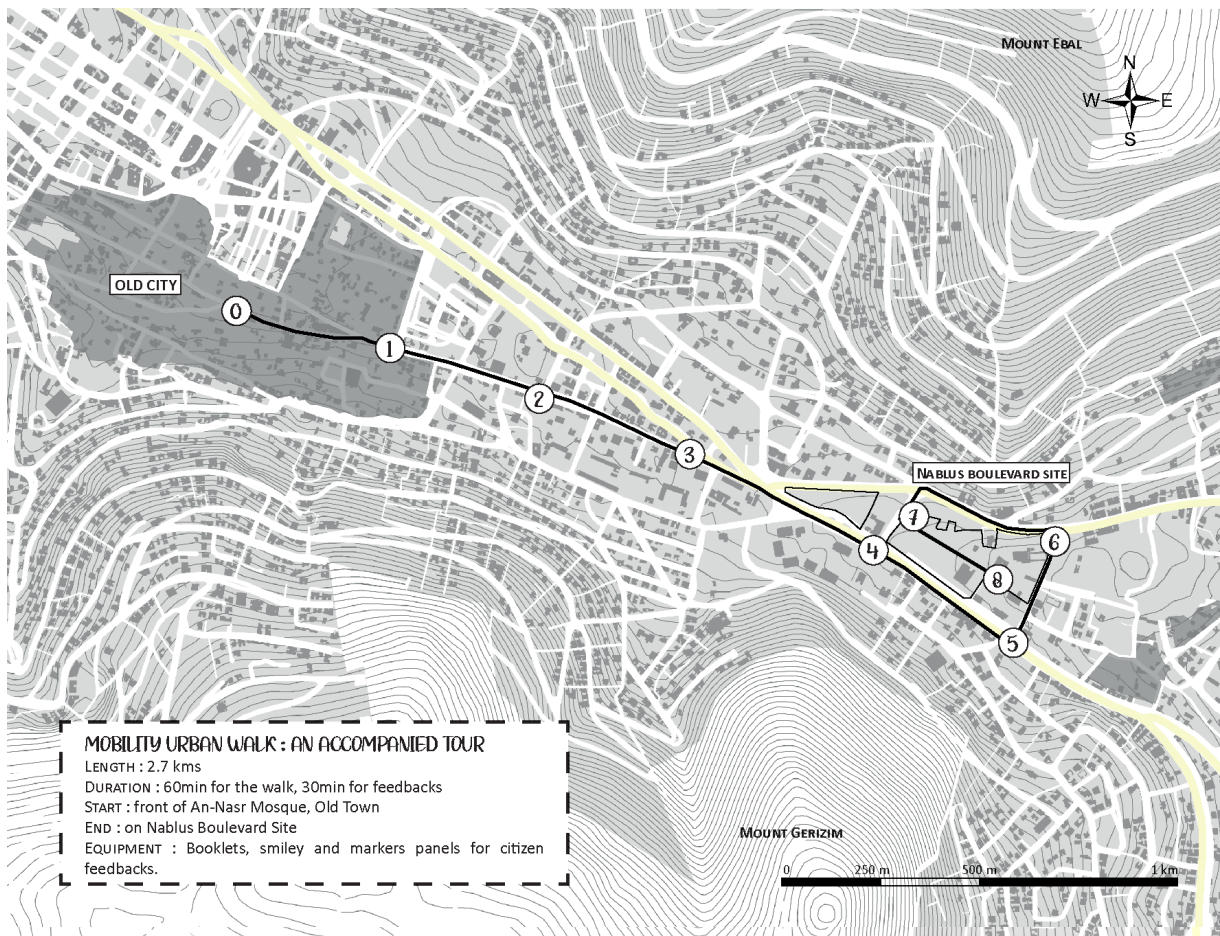 MOUNT EBAL
N
W E
S
OLD CITY
0
1
2
3
NABLUS BOULEVARD SITE
7
4
6
8
5
MOBILITY URBAN WALK : AN ACCOMPANIED TOUR
LENGTH : 2.7 kms
DURATION : 60min for the walk, 30min for feedbacks
START : front of An-Nasr Mosque, Old Town
END : on Nablus Boulevard Site
EQUIPMENT : Booklets, smiley and markers panels for citizen
feedbacks.
MOUNT GERIZIM
0 250 m 500 m 1 km